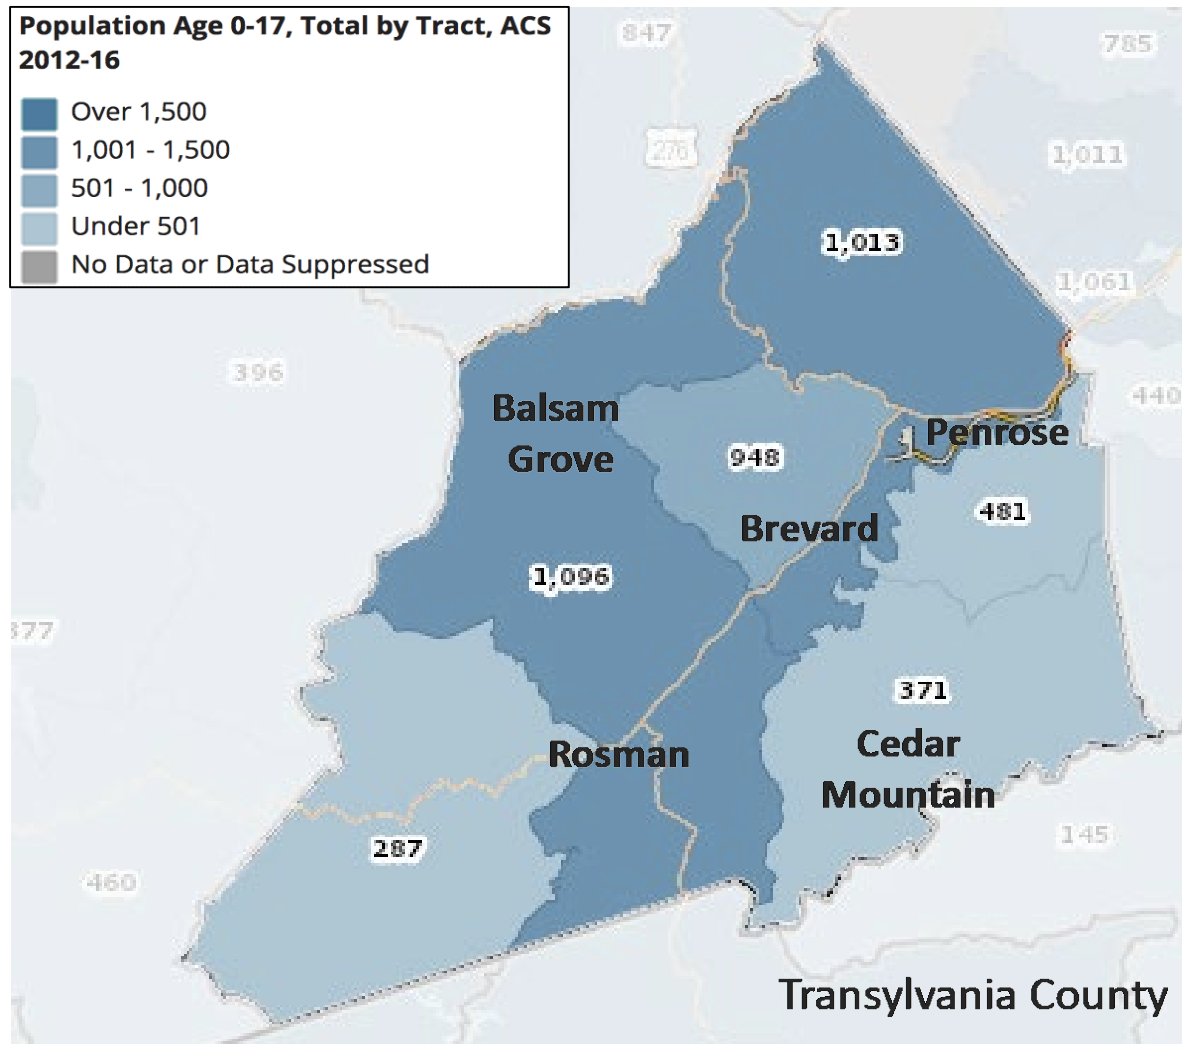 Population Age 0-17, Total by Tract, ACS
2012-16
Over 1,500
1,001 - 1,500
501 - 1,000
Under 501
No Data or Data Suppressed
847
785
276
1,011
1,013
1,061
396
Balsam
Grove
440
Penrose
948
481
Brevard
1,096
377
371
Rosman
Cedar
Mountain
287
145
460
Transylvania County